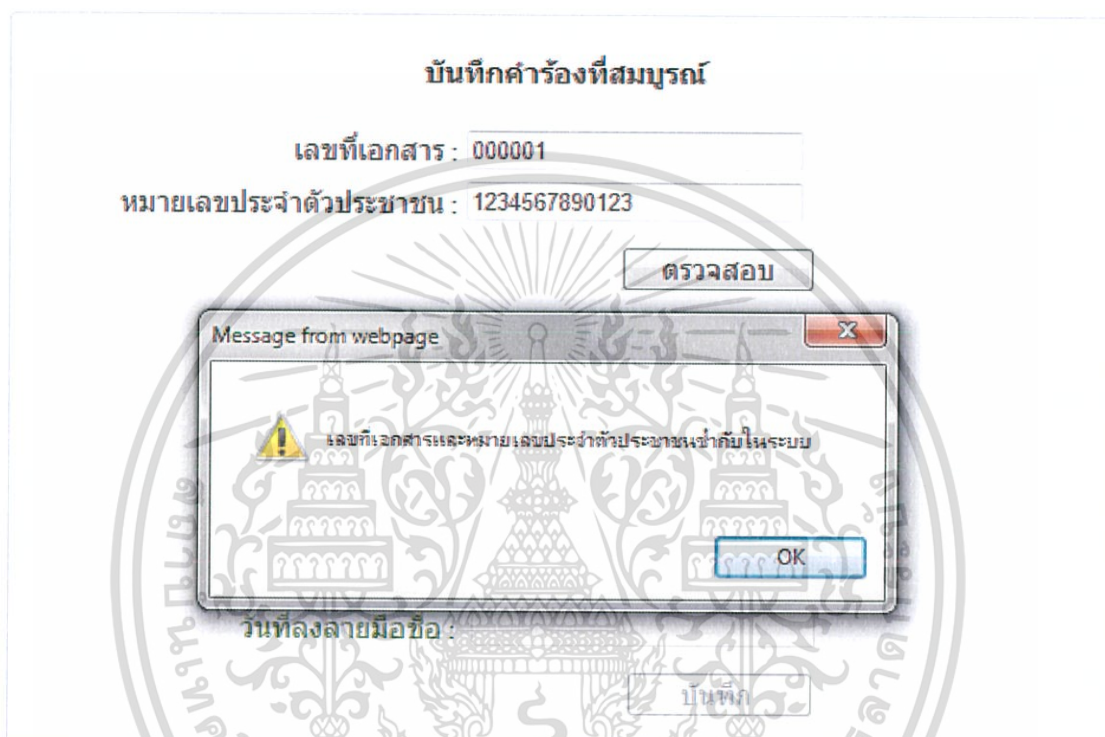 บันทึกคำร้องที่สมบูรณ์
เลขที่เอกสาร : 000001
หมายเลขประจำตัวประชาชน : 1234567890123
ตรวจสอบ
Message from webpage
เลขที่เอกสารและหมายเลขประจำตัวประชาชนซ้ำกับในระบบ
OK
วันที่ลงลายมือชื่อ :
บันทึก